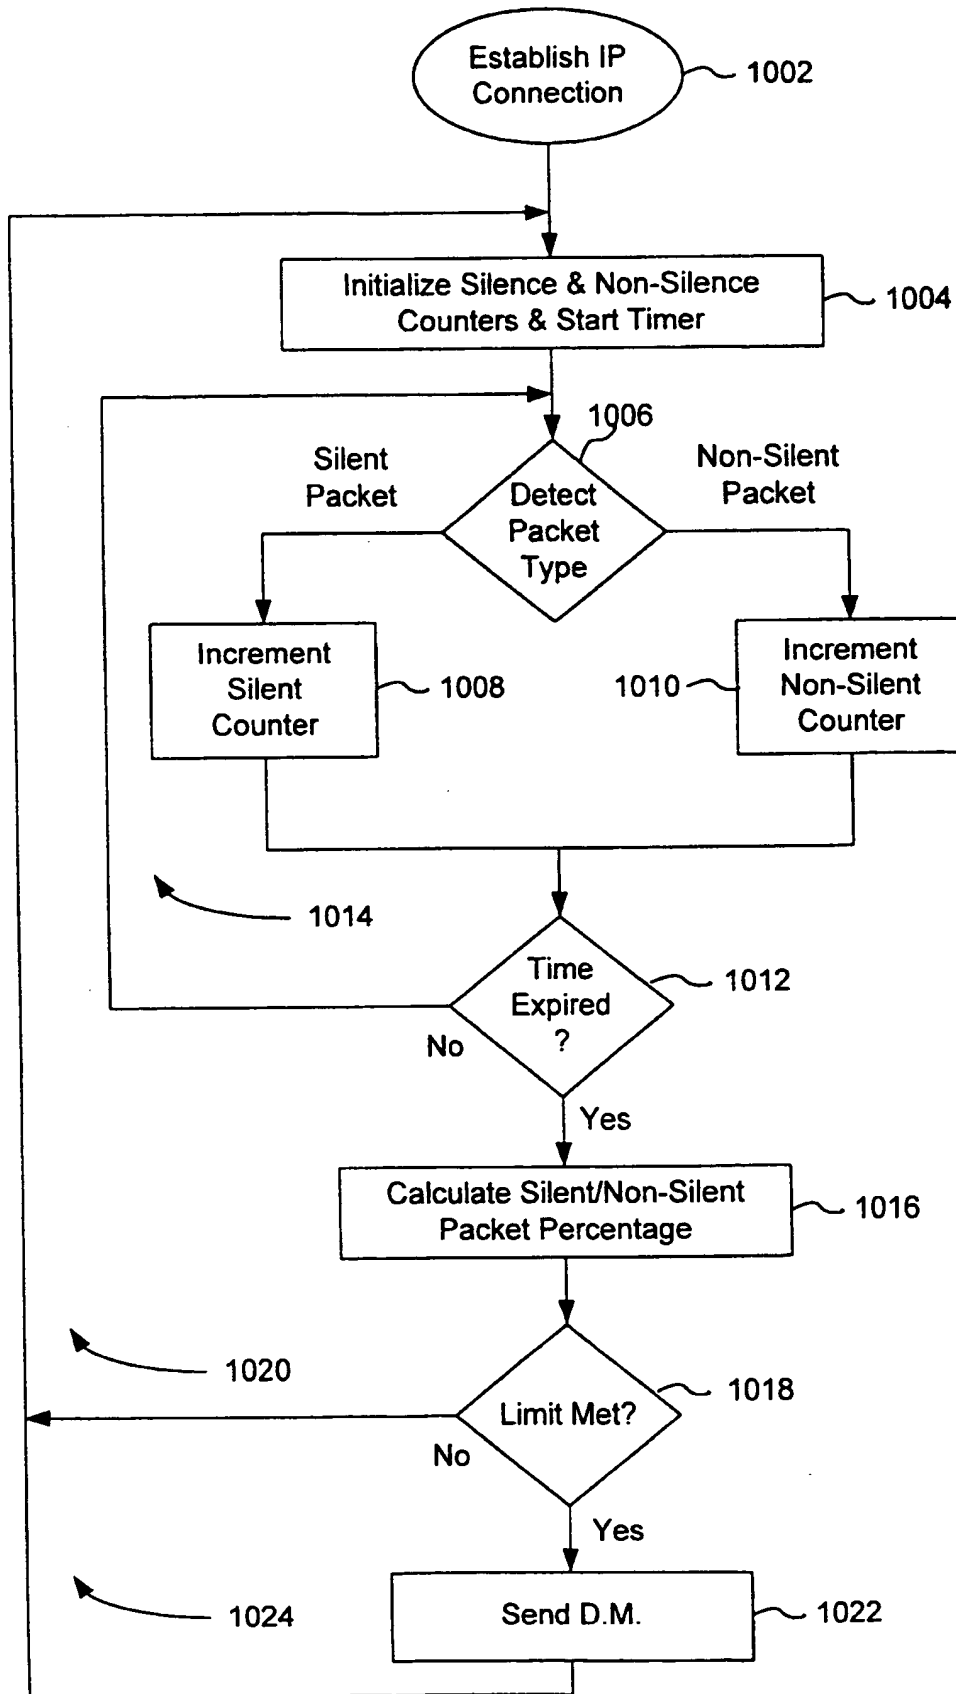 Establish IP
Connection
1002
Initialize Silence & Non-Silence
Counters & Start Timer
1004
1006
Silent
Packet
Non-Silent
Packet
Detect
Packet
Type
Increment
Silent
Counter
1008
1010
Increment
Non-Silent
Counter
1014
Time
Expired
?
1012
No
Yes
Calculate Silent/Non-Silent
Packet Percentage
1016
1020
Limit Met?
1018
No
Yes
1024
Send D.M.
1022